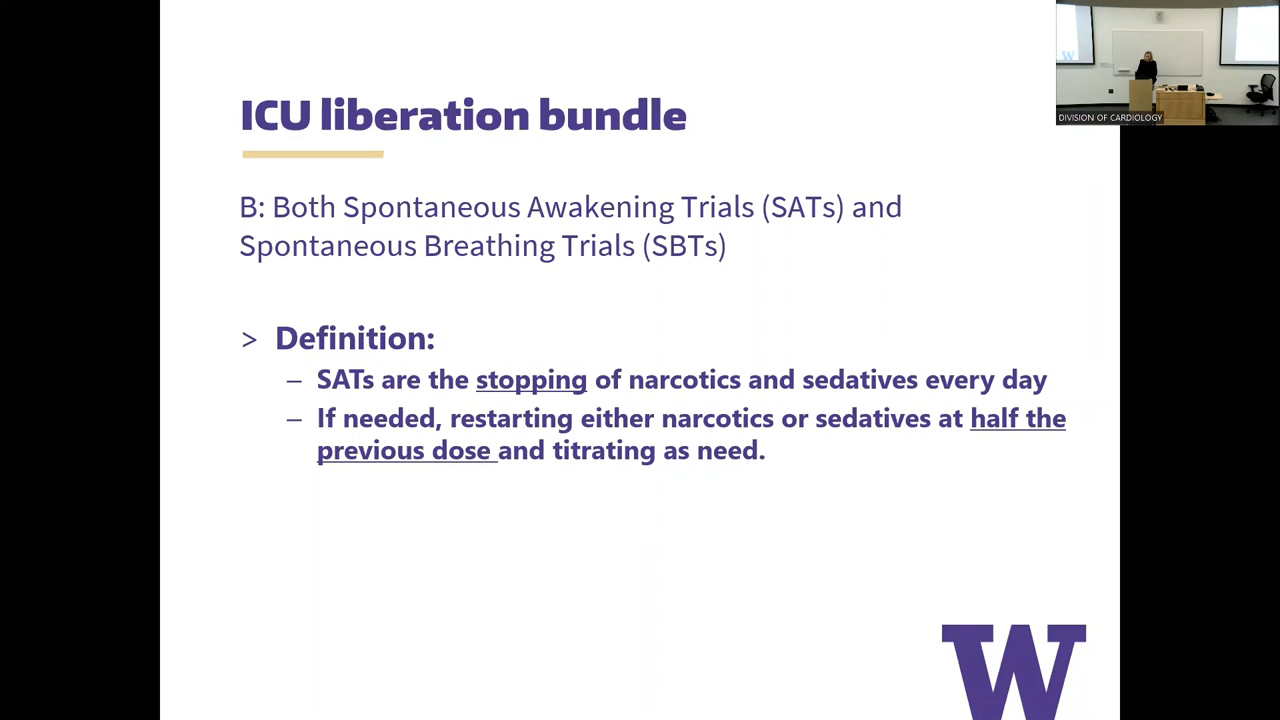 ICU liberation bundle
B: Both Spontaneous Awakening Trials (SATs) and
Spontaneous Breathing Trials (SBTs)
> Definition:
– SATs are the stopping of narcotics and sedatives every day
– If needed, restarting either narcotics or sedatives at half the
previous dose and titrating as need.
W
DIVISION OF CARDIOLOGY
W